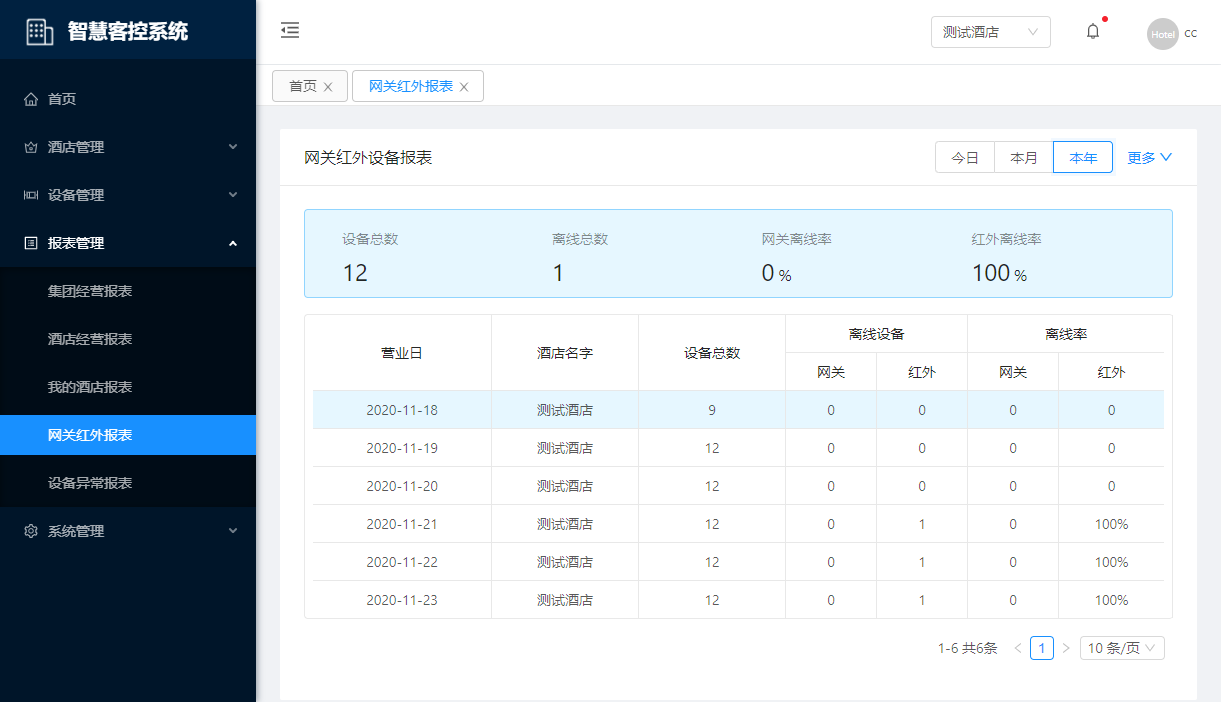 智慧客控系统
首页
酒店管理
设备管理
报表管理
集团经营报表
酒店经营报表
我的酒店报表
网关红外报表
设备异常报表
系统管理
测试酒店
Hotel cc
首页 网关红外报表
网关红外设备报表 今日 本月 本年 更多
设备总数 离线总数 网关离线率 红外离线率
12 1 0 % 100 %
营业日 酒店名字 设备总数 离线设备 离线率
网关 红外 网关 红外
2020-11-18 测试酒店 9 0 0 0 0
2020-11-19 测试酒店 12 0 0 0 0
2020-11-20 测试酒店 12 0 0 0 0
2020-11-21 测试酒店 12 0 1 0 100%
2020-11-22 测试酒店 12 0 1 0 100%
2020-11-23 测试酒店 12 0 1 0 100%
1-6 共6条 < 1 > 10 条/页